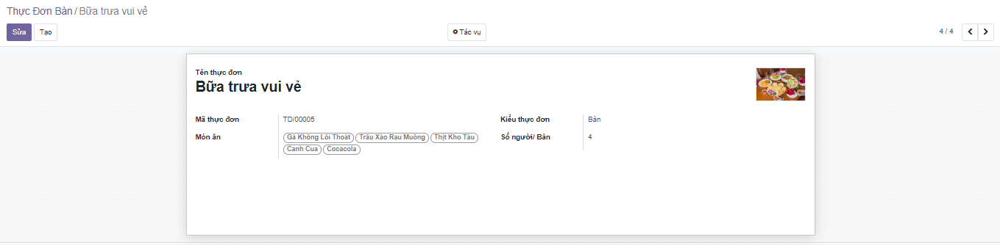 Thực Đơn Bàn / Bữa trưa vui vẻ
Sửa Tạo Tác vụ 4 / 4
Tên thực đơn
Bữa trưa vui vẻ
Mã thực đơn TD/00005 Kiểu thực đơn Bàn
Món ăn Gà Không Lối Thoát Trâu Xào Rau Muống Thịt Kho Tàu Số người/ Bàn 4
Canh Cua Cocacola